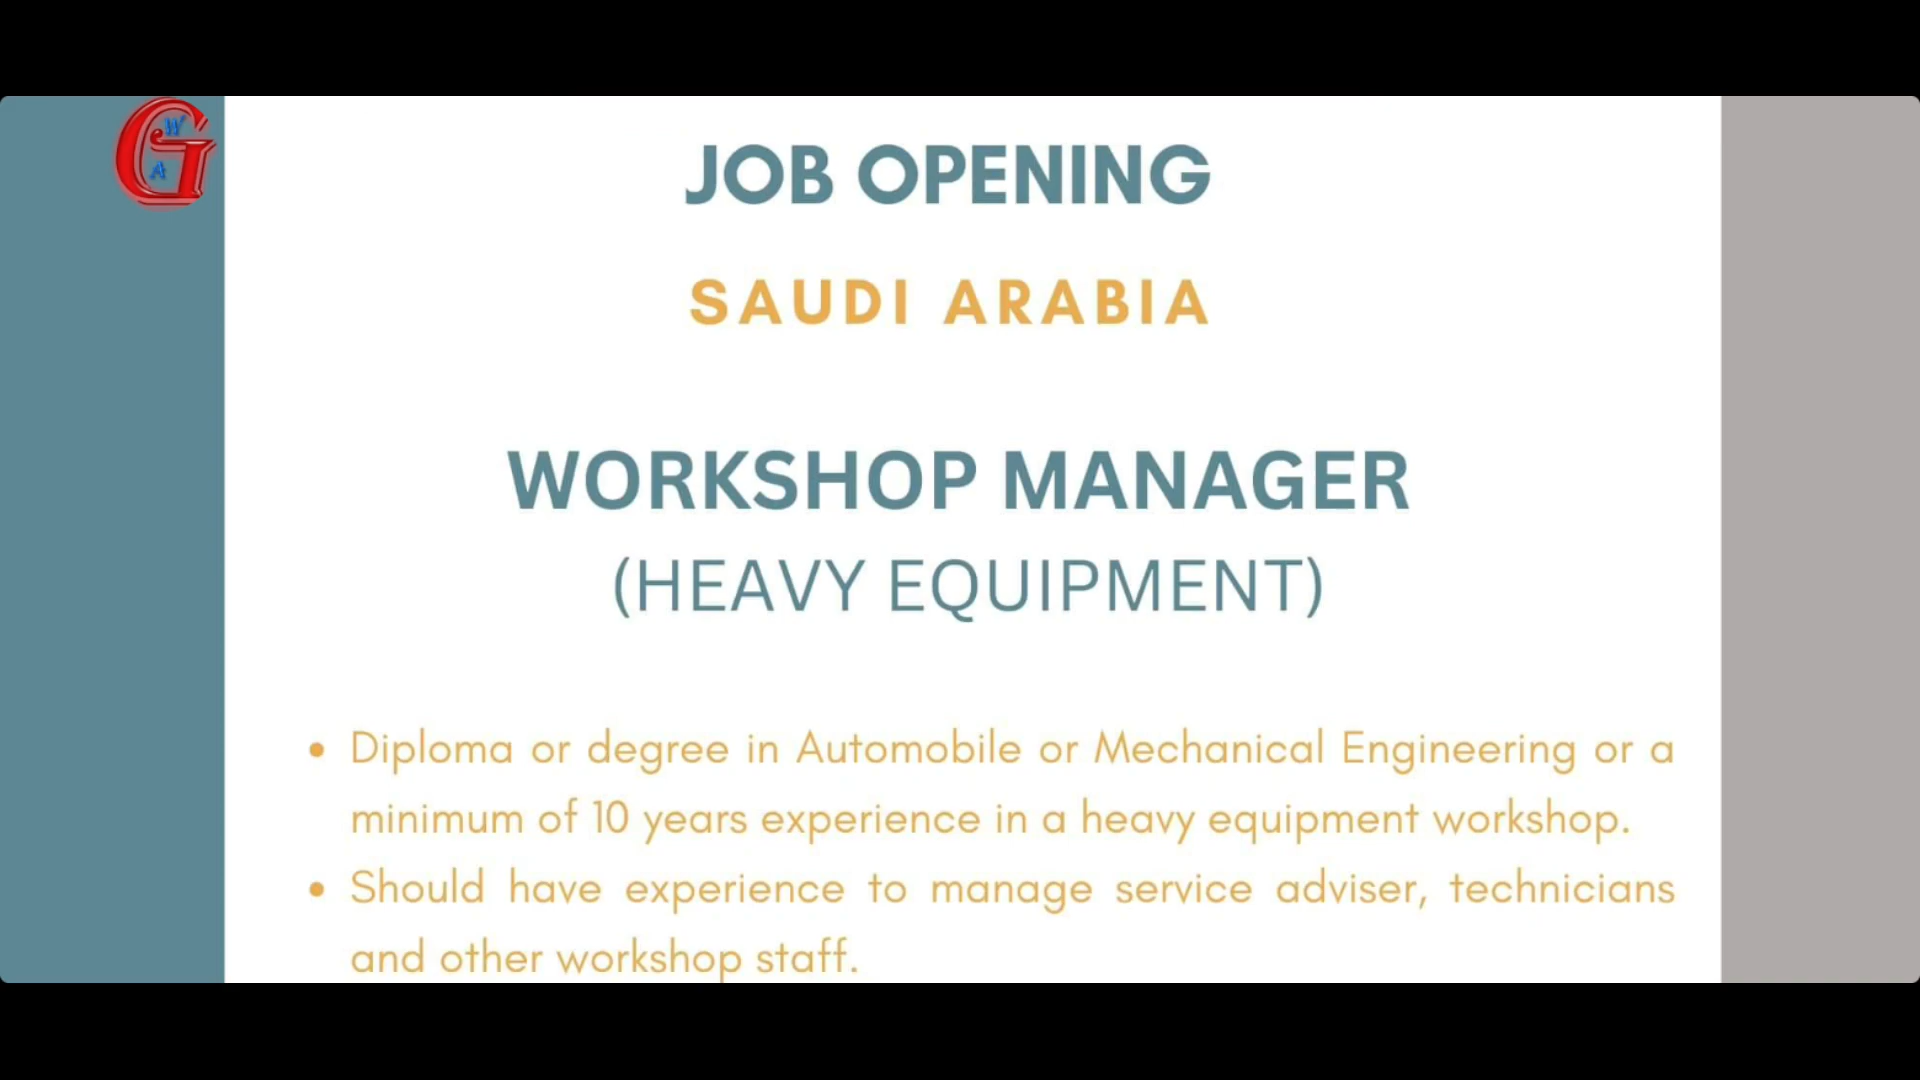 G e W A
JOB OPENING
SAUDI ARABIA
WORKSHOP MANAGER
(HEAVY EQUIPMENT)
• Diploma or degree in Automobile or Mechanical Engineering or a
minimum of 10 years experience in a heavy equipment workshop.
• Should have experience to manage service adviser, technicians
and other workshop staff.